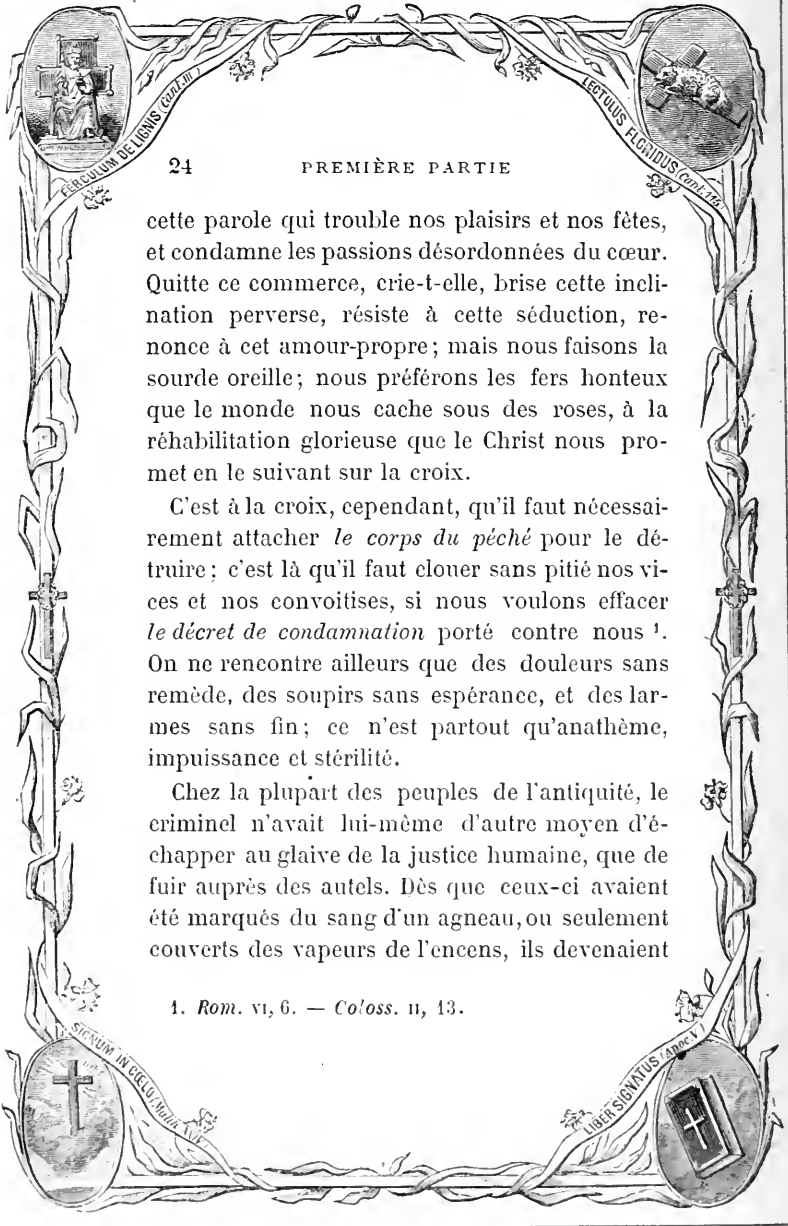 FERCULUM DE LIGNIS (Cant. III)
LECTULUS FLORIDUS (Cant. 1 15)
24 PREMIÈRE PARTIE
cette parole qui trouble nos plaisirs et nos fêtes,
et condamne les passions désordonnées du cœur.
Quitte ce commerce, crie-t-elle, brise cette incli-
nation perverse, résiste à cette séduction, re-
nonce à cet amour-propre; mais nous faisons la
sourde oreille; nous préférons les fers honteux
que le monde nous cache sous des roses, à la
réhabilitation glorieuse que le Christ nous pro-
met en le suivant sur la croix.
C'est à la croix, cependant, qu'il faut nécessai-
rement attacher le corps du péché pour le dé-
truire; c'est là qu'il faut clouer sans pitié nos vi-
ces et nos convoitises, si nous voulons effacer
le décret de condamnation porté contre nous ¹.
On ne rencontre ailleurs que des douleurs sans
remède, des soupirs sans espérance, et des lar-
mes sans fin; ce n'est partout qu'anathème,
impuissance et stérilité.
Chez la plupart des peuples de l'antiquité, le
criminel n'avait lui-même d'autre moyen d'é-
chapper au glaive de la justice humaine, que de
fuir auprès des autels. Dès que ceux-ci avaient
été marqués du sang d'un agneau, ou seulement
couverts des vapeurs de l'encens, ils devenaient
1. Rom. VI, 6. — Coloss. II, 13.
SIGNUM IN CŒLO (Matth.
LIBER SIGNATUS (Apoc. V)